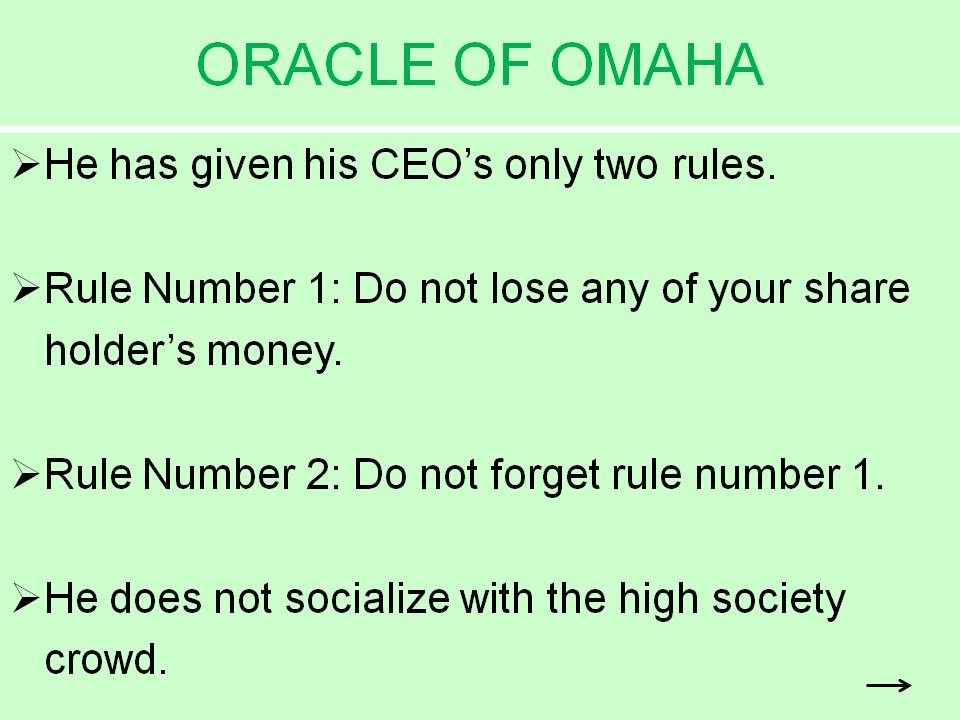 ORACLE OF OMAHA
➢He has given his CEO’s only two rules.
➢Rule Number 1: Do not lose any of your share
holder’s money.
➢Rule Number 2: Do not forget rule number 1.
➢He does not socialize with the high society
crowd.